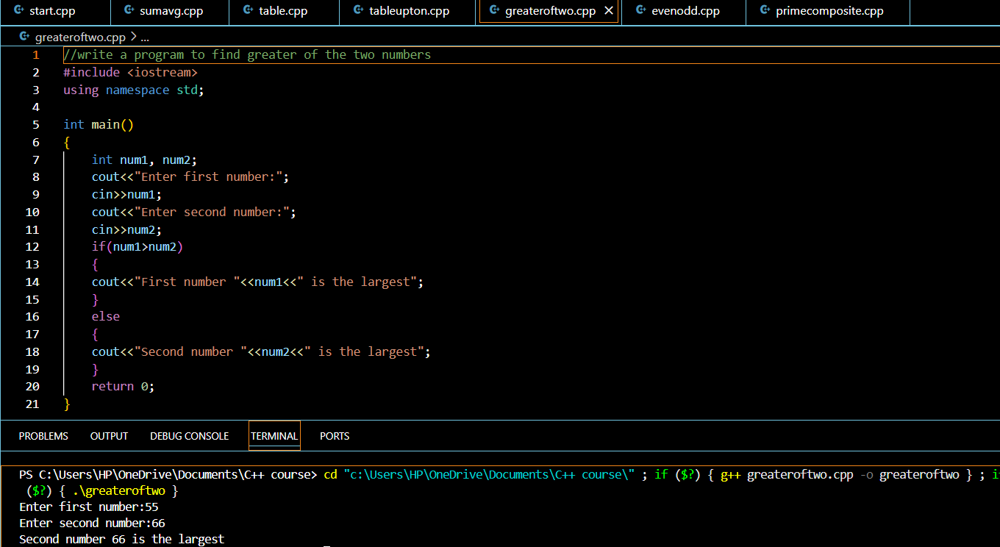 start.cpp sumavg.cpp table.cpp tableupton.cpp greateroftwo.cpp evenodd.cpp primecomposite.cpp
greateroftwo.cpp > ...
1 //write a program to find greater of the two numbers
2 #include <iostream>
3 using namespace std;
4
5 int main()
6 {
7 int num1, num2;
8 cout<<"Enter first number:";
9 cin>>num1;
10 cout<<"Enter second number:";
11 cin>>num2;
12 if(num1>num2)
13 {
14 cout<<"First number "<<num1<<" is the largest";
15 }
16 else
17 {
18 cout<<"Second number "<<num2<<" is the largest";
19 }
20 return 0;
21 }
PROBLEMS OUTPUT DEBUG CONSOLE TERMINAL PORTS
PS C:\Users\HP\OneDrive\Documents\C++ course> cd "c:\Users\HP\OneDrive\Documents\C++ course\" ; if ($?) { g++ greateroftwo.cpp -o greateroftwo } ; if
($?) { .\greateroftwo }
Enter first number:55
Enter second number:66
Second number 66 is the largest